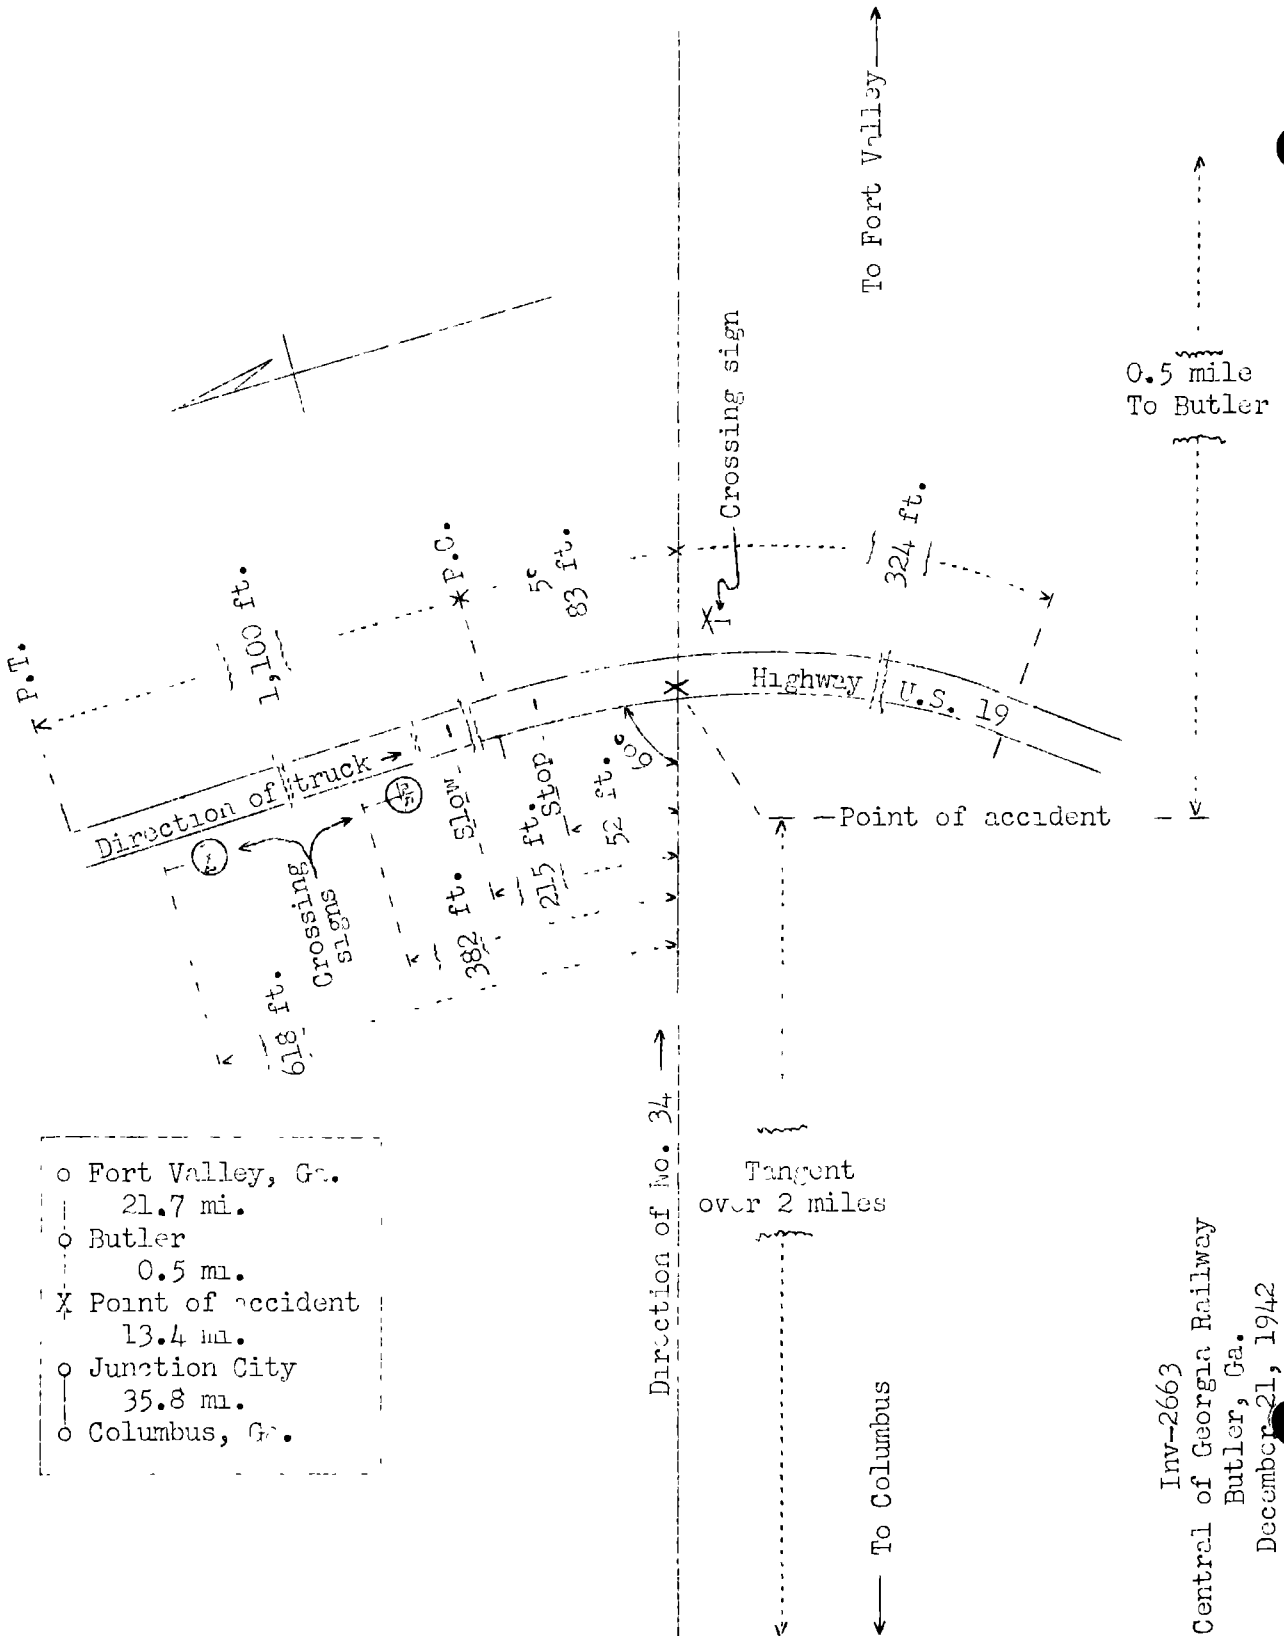 To Fort Valley
0.5 mile
To Butler
Crossing sign
P.T.
1,100 ft.
P.C.
5°
83 ft.
324 ft.
Highway U.S. 19
Direction of truck
Slow
Stop
60°
52 ft.
215 ft.
382 ft.
618 ft.
Crossing
signs
Point of accident
Direction of No. 34
Tangent
over 2 miles
To Columbus
Fort Valley, Ga.
21.7 mi.
Butler
0.5 mi.
X Point of accident
13.4 mi.
Junction City
35.8 mi.
Columbus, Ga.
Inv-2663
Central of Georgia Railway
Butler, Ga.
December 21, 1942